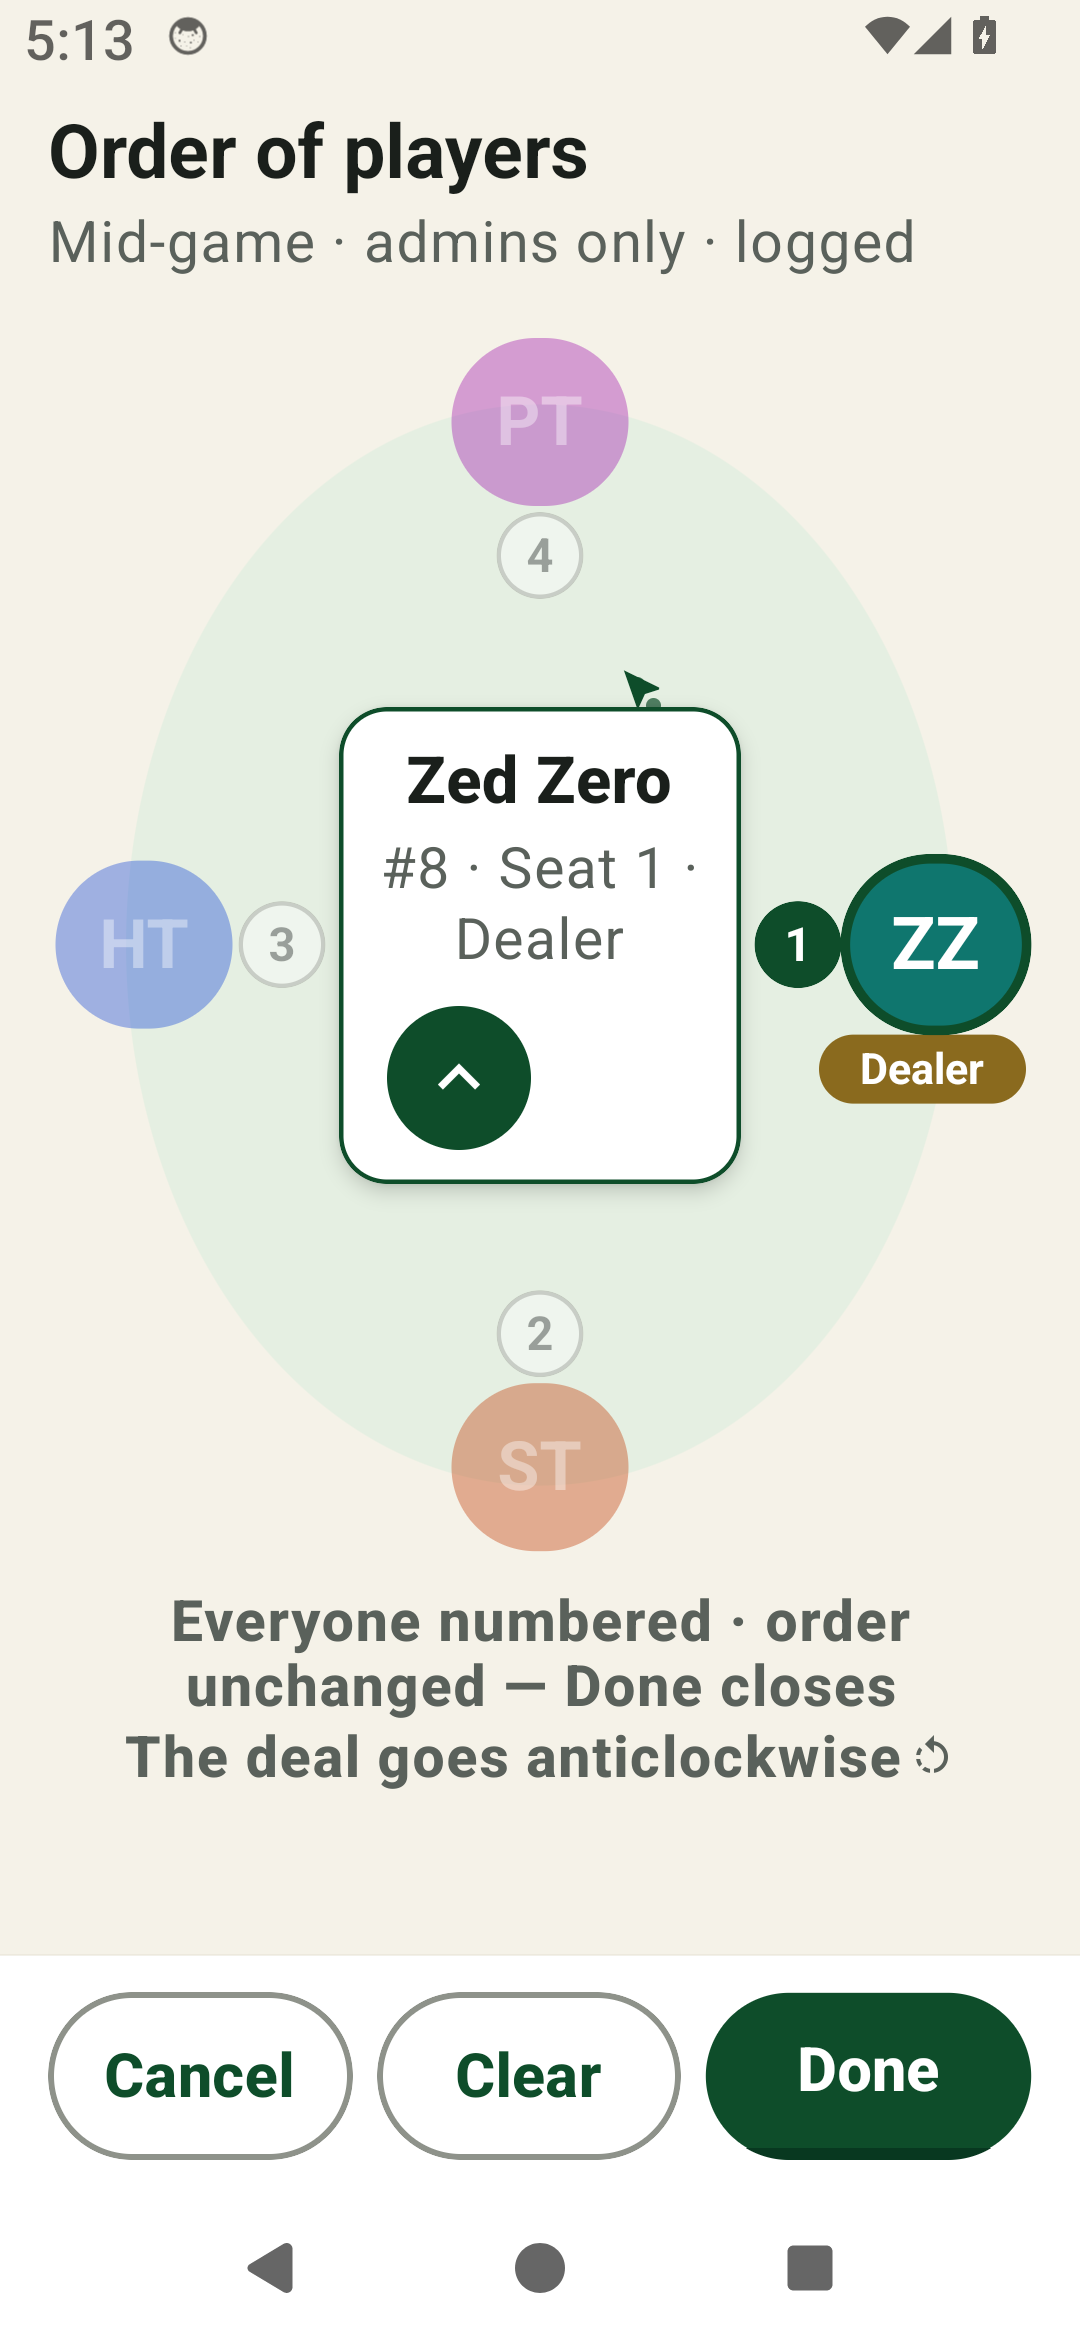 5:13
Order of players
Mid-game · admins only · logged
PT
4
Zed Zero
#8 · Seat 1 ·
Dealer
HT
3
1
ZZ
Dealer
2
ST
Everyone numbered · order
unchanged — Done closes
The deal goes anticlockwise
Cancel
Clear
Done